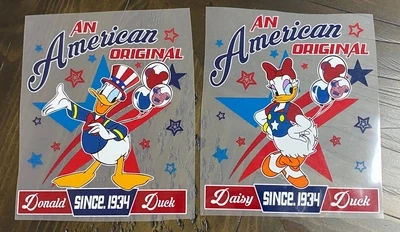 AN
American
ORIGINAL
Donald SINCE.1934 Duck
AN
American
ORIGINAL
Daisy SINCE.1934 Duck